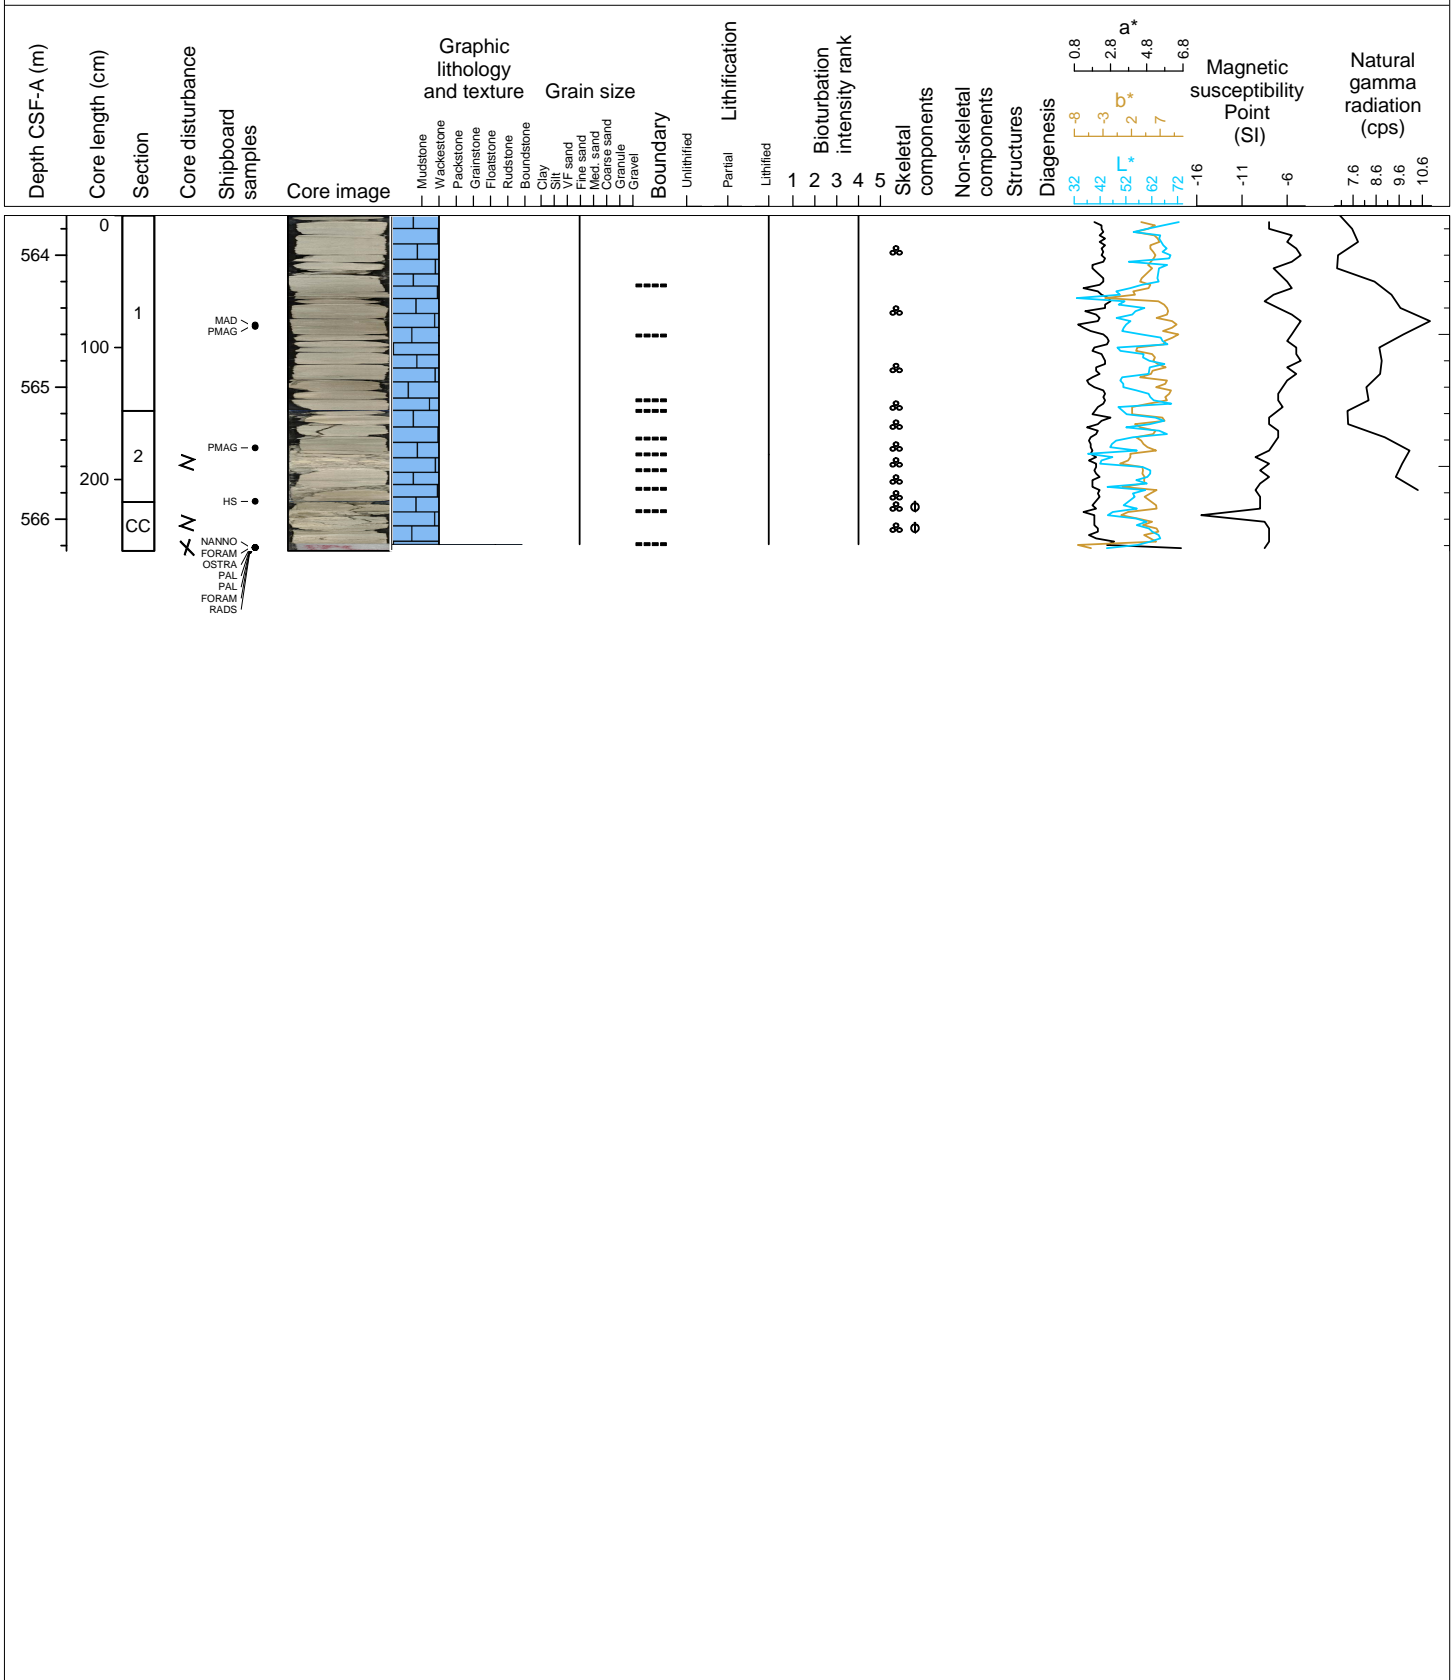 Depth CSF-A (m)
Core length (cm)
Section
Core disturbance
Shipboard
samples
Core image
Graphic
lithology
and texture
Mudstone
Wackestone
Packstone
Grainstone
Floatstone
Rudstone
Boundstone
Grain size
Clay
Silt
VF sand
Fine sand
Med. sand
Coarse sand
Granule
Gravel
Boundary
Lithification
Unlithified
Partial
Lithified
Bioturbation
intensity rank
1 2 3 4 5
Skeletal
components
Non-skeletal
components
Structures
Diagenesis
a*
0.8 2.8 4.8 6.8
b*
-8 -3 2 7
L*
32 42 52 62 72
Magnetic
susceptibility
Point
(SI)
-16 -11 -6
Natural
gamma
radiation
(cps)
7.6 8.6 9.6 10.6
0
564
1
MAD
PMAG
100
565
PMAG
2
200
HS
566
CC
NANNO
FORAM
OSTRA
PAL
PAL
FORAM
RADS